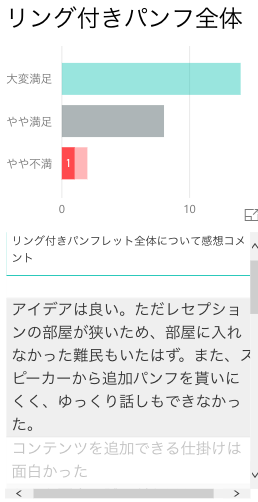 リング付きパンフ全体
大変満足
やや満足
やや不満
1
0
10
リング付きパンフレット全体について感想コメ
ント
アイデアは良い。ただレセプショ
ンの部屋が狭いため、部屋に入れ
なかった難民もいたはず。また、ス
ピーカーから追加パンフを貰いに
くく、ゆっくり話しもできなかっ
た。
コンテンツを追加できる仕掛けは
面白かった